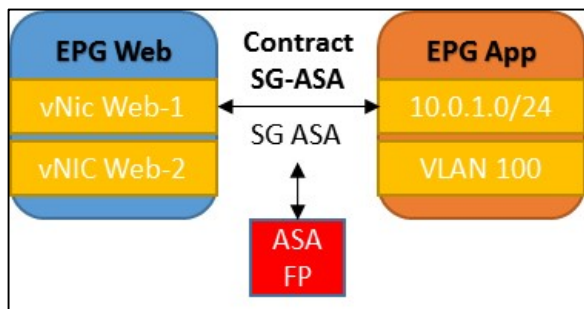 EPG Web
vNic Web-1
vNIC Web-2
Contract
SG-ASA
SG ASA
ASA
FP
EPG App
10.0.1.0/24
VLAN 100